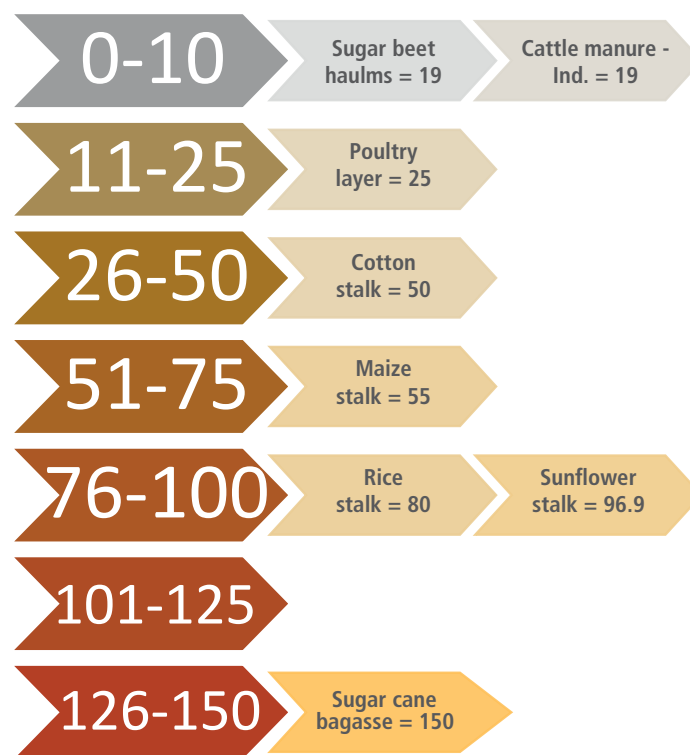 0-10
Sugar beet
haulms = 19
Cattle manure -
Ind. = 19
11-25
Poultry
layer = 25
26-50
Cotton
stalk = 50
51-75
Maize
stalk = 55
76-100
Rice
stalk = 80
Sunflower
stalk = 96.9
101-125
126-150
Sugar cane
bagasse = 150